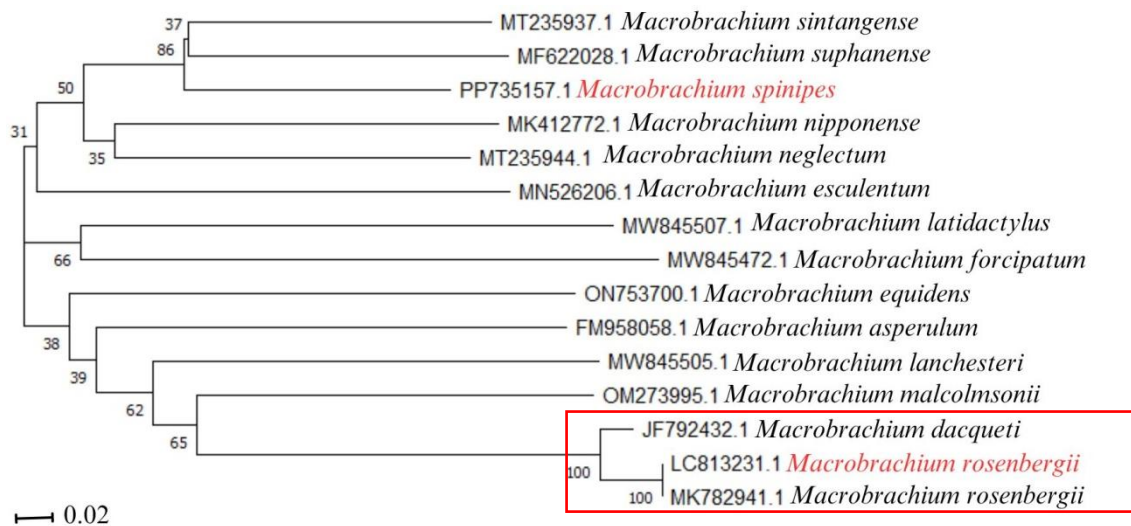 37 MT235937.1 Macrobrachium sintangense
86 MF622028.1 Macrobrachium suphanense
50 PP735157.1 Macrobrachium spinipes
31 MK412772.1 Macrobrachium nipponense
35 MT235944.1 Macrobrachium neglectum
MN526206.1 Macrobrachium esculentum
MW845507.1 Macrobrachium latidactylus
66 MW845472.1 Macrobrachium forcipatum
ON753700.1 Macrobrachium equidens
38 FM958058.1 Macrobrachium asperulum
39 MW845505.1 Macrobrachium lanchesteri
62 OM273995.1 Macrobrachium malcolmsonii
65 JF792432.1 Macrobrachium dacqueti
100 LC813231.1 Macrobrachium rosenbergii
100 MK782941.1 Macrobrachium rosenbergii
0.02